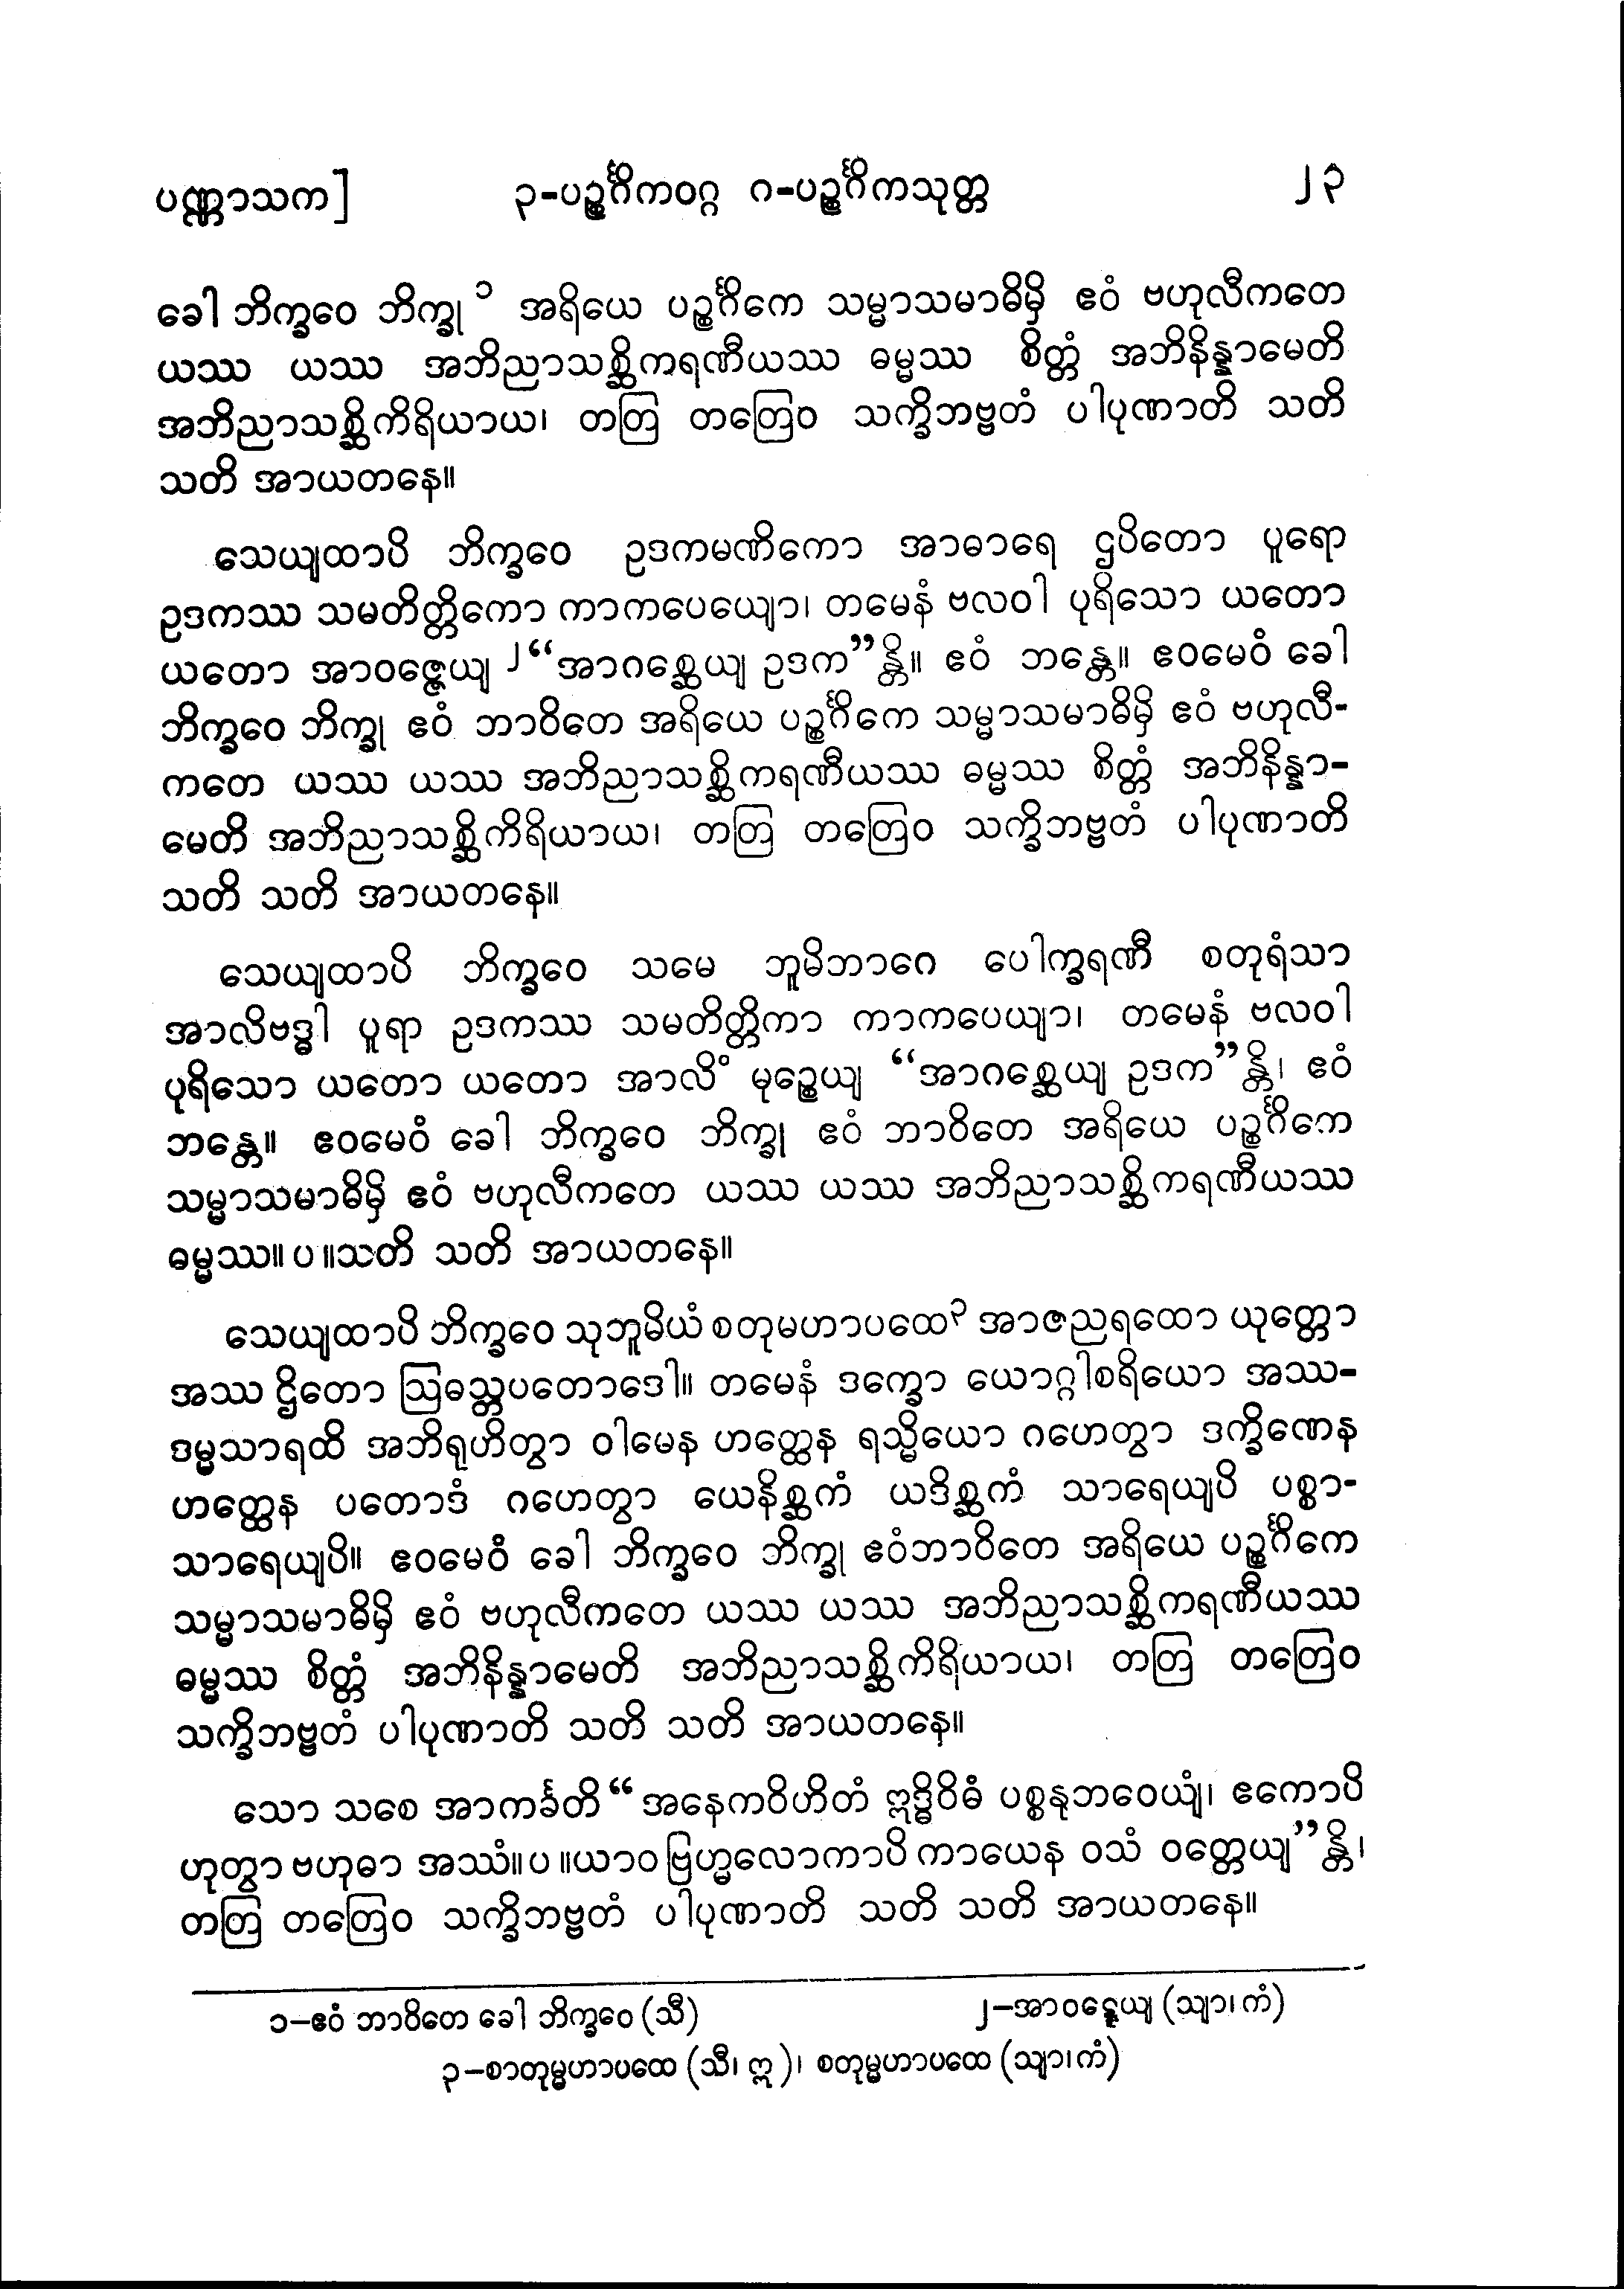 ပဏ္ဏာသက]	၃-ပဉ္စင်္ဂိကဝဂ္ဂ ဂ-ပဉ္စင်္ဂိကသုတ္တ	၂၃
ခေါ ဘိက္ခဝေ ဘိက္ခု ၁ အရိယေ ပဉ္စင်္ဂိကေ သမ္မာသမာဓိမှိ ဧဝံ ဗဟုလီကတေ
ယဿ ယဿ အဘိညာသစ္ဆိကရဏီယဿ ဓမ္မဿ စိတ္တံ အဘိနိန္နာမေတိ
အဘိညာသစ္ဆိကိရိယာယ၊ တတြ တတြေဝ သက္ခိဘဗ္ဗတံ ပါပုဏာတိ သတိ
သတိ အာယတနေ။
သေယျထာပိ ဘိက္ခဝေ ဥဒကမဏိကော အာဓာရေ ဌပိတော ပူရော
ဥဒကဿ သမတိတ္တိကော ကာကပေယျော၊ တမေနံ ဗလဝါ ပုရိသော ယတော
ယတော အာဝဇ္ဇေယျ ၂“အာဂစ္ဆေယျ ဥဒက”န္တိ။ ဧဝံ ဘန္တေ။ ဧဝမေဝံ ခေါ
ဘိက္ခဝေ ဘိက္ခု ဧဝံ ဘာဝိတေ အရိယေ ပဉ္စင်္ဂိကေ သမ္မာသမာဓိမှိ ဧဝံ ဗဟုလီ-
ကတေ ယဿ ယဿ အဘိညာသစ္ဆိကရဏီယဿ ဓမ္မဿ စိတ္တံ အဘိနိန္နာ-
မေတိ အဘိညာသစ္ဆိကိရိယာယ၊ တတြ တတြေဝ သက္ခိဘဗ္ဗတံ ပါပုဏာတိ
သတိ သတိ အာယတနေ။
သေယျထာပိ ဘိက္ခဝေ သမေ ဘူမိဘာဂေ ပေါက္ခရဏီ စတုရံသာ
အာလိဗဒ္ဓါ ပူရာ ဥဒကဿ သမတိတ္တိကာ ကာကပေယျာ၊ တမေနံ ဗလဝါ
ပုရိသော ယတော ယတော အာလိံ မုဉ္စေယျ “အာဂစ္ဆေယျ ဥဒက”န္တိ၊ ဧဝံ
ဘန္တေ။ ဧဝမေဝံ ခေါ ဘိက္ခဝေ ဘိက္ခု ဧဝံ ဘာဝိတေ အရိယေ ပဉ္စင်္ဂိကေ
သမ္မာသမာဓိမှိ ဧဝံ ဗဟုလီကတေ ယဿ ယဿ အဘိညာသစ္ဆိကရဏီယဿ
ဓမ္မဿ။ ပ ။သတိ သတိ အာယတနေ။
သေယျထာပိ ဘိက္ခဝေ သုဘူမိယံ စတုမဟာပထေ၃ အာဇညရထော ယုတ္တော
အဿ ဌိတော ဩဓသ္တပတောဒေါ။ တမေနံ ဒက္ခော ယောဂ္ဂါစရိယော အဿ-
ဒမ္မသာရထိ အဘိရုဟိတွာ ဝါမေန ဟတ္ထေန ရသ္မိယော ဂဟေတွာ ဒက္ခိဏေန
ဟတ္ထေန ပတောဒံ ဂဟေတွာ ယေနိစ္ဆကံ ယဒိစ္ဆကံ သာရေယျပိ ပစ္စာ-
သာရေယျပိ။ ဧဝမေဝံ ခေါ ဘိက္ခဝေ ဘိက္ခု ဧဝံဘာဝိတေ အရိယေ ပဉ္စင်္ဂိကေ
သမ္မာသမာဓိမှိ ဧဝံ ဗဟုလီကတေ ယဿ ယဿ အဘိညာသစ္ဆိကရဏီယဿ
ဓမ္မဿ စိတ္တံ အဘိနိန္နာမေတိ အဘိညာသစ္ဆိကိရိယာယ၊ တတြ တတြေဝ
သက္ခိဘဗ္ဗတံ ပါပုဏာတိ သတိ သတိ အာယတနေ။
သော သစေ အာကင်္ခတိ “အနေကဝိဟိတံ ဣဒ္ဓိဝိဓံ ပစ္စနုဘဝေယျံ၊ ဧကောပိ
ဟုတွာ ဗဟုဓာ အဿံ။ ပ ။ယာဝ ဗြဟ္မလောကာပိ ကာယေန ဝသံ ဝတ္တေယျ”န္တိ၊
တတြ တတြေဝ သက္ခိဘဗ္ဗတံ ပါပုဏာတိ သတိ သတိ အာယတနေ။
၁–ဧဝံ ဘာဝိတေ ခေါ ဘိက္ခဝေ (သီ)	၂–အာဝဋ္ဋေယျ (သျာ၊ ကံ)
၃–စာတုမ္မဟာပထေ (သီ၊ ဣ)၊ စတုမ္မဟာပထေ (သျာ၊ကံ)